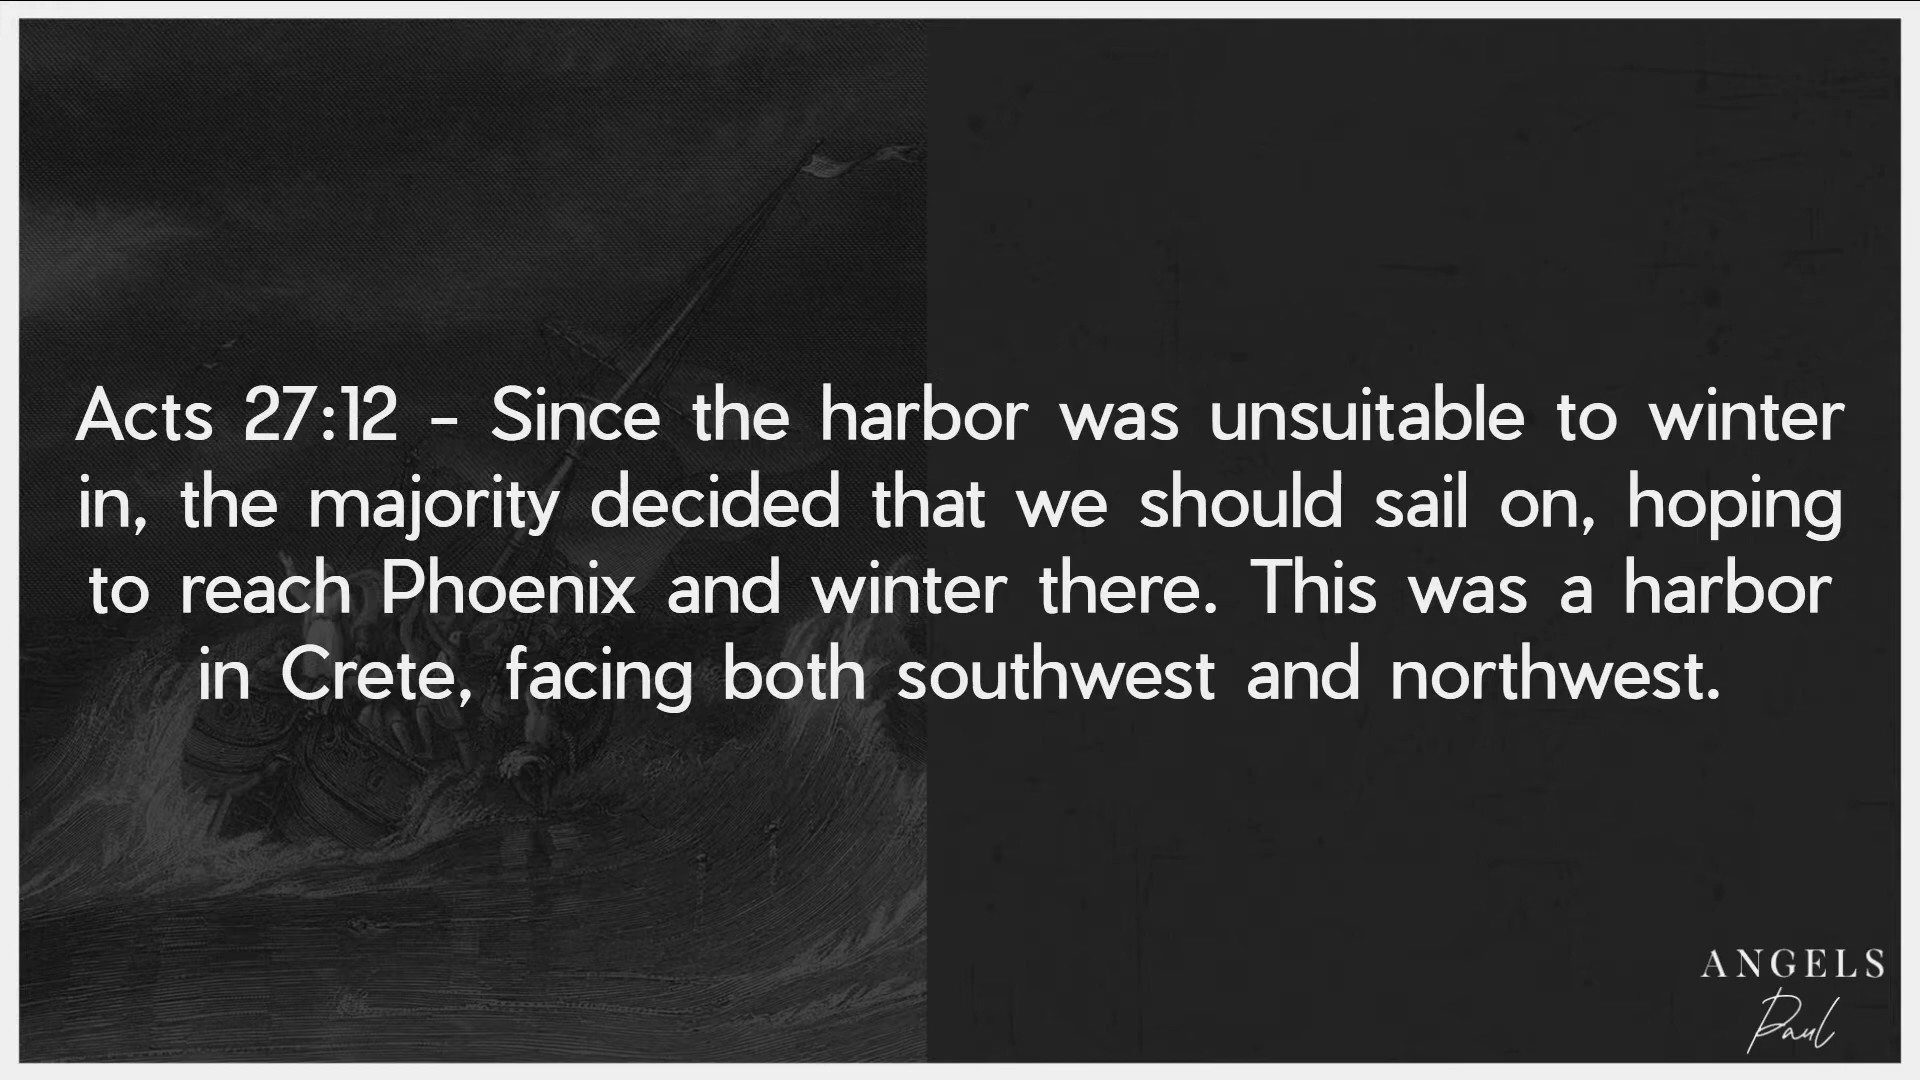 Acts 27:12 - Since the harbor was unsuitable to winter
in, the majority decided that we should sail on, hoping
to reach Phoenix and winter there. This was a harbor
in Crete, facing both southwest and northwest.
ANGELS
Paul